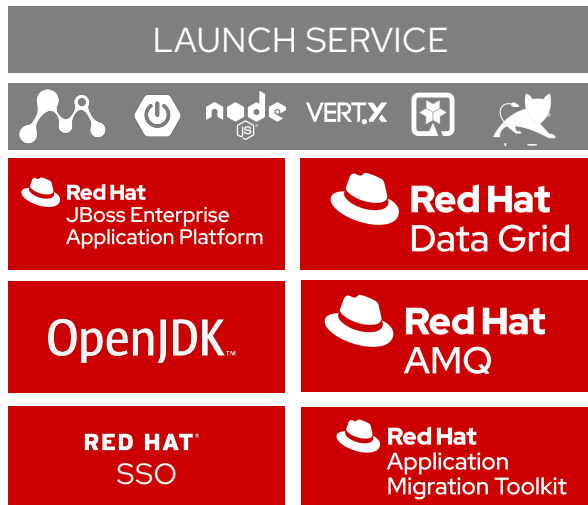 LAUNCH SERVICE
node
JS
VERT.X
Red Hat
JBoss Enterprise
Application Platform
Red Hat
Data Grid
OpenJDK™
Red Hat
AMQ
RED HAT®
SSO
Red Hat
Application
Migration Toolkit